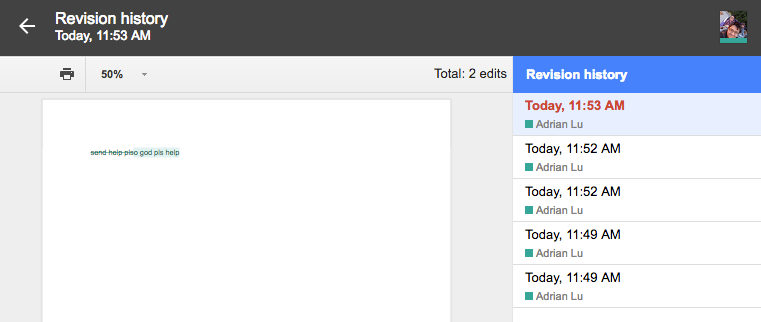 Revision history
Today, 11:53 AM
50%
Total: 2 edits
Revision history
send help plso god pls help
Today, 11:53 AM
Adrian Lu
Today, 11:52 AM
Adrian Lu
Today, 11:52 AM
Adrian Lu
Today, 11:49 AM
Adrian Lu
Today, 11:49 AM
Adrian Lu